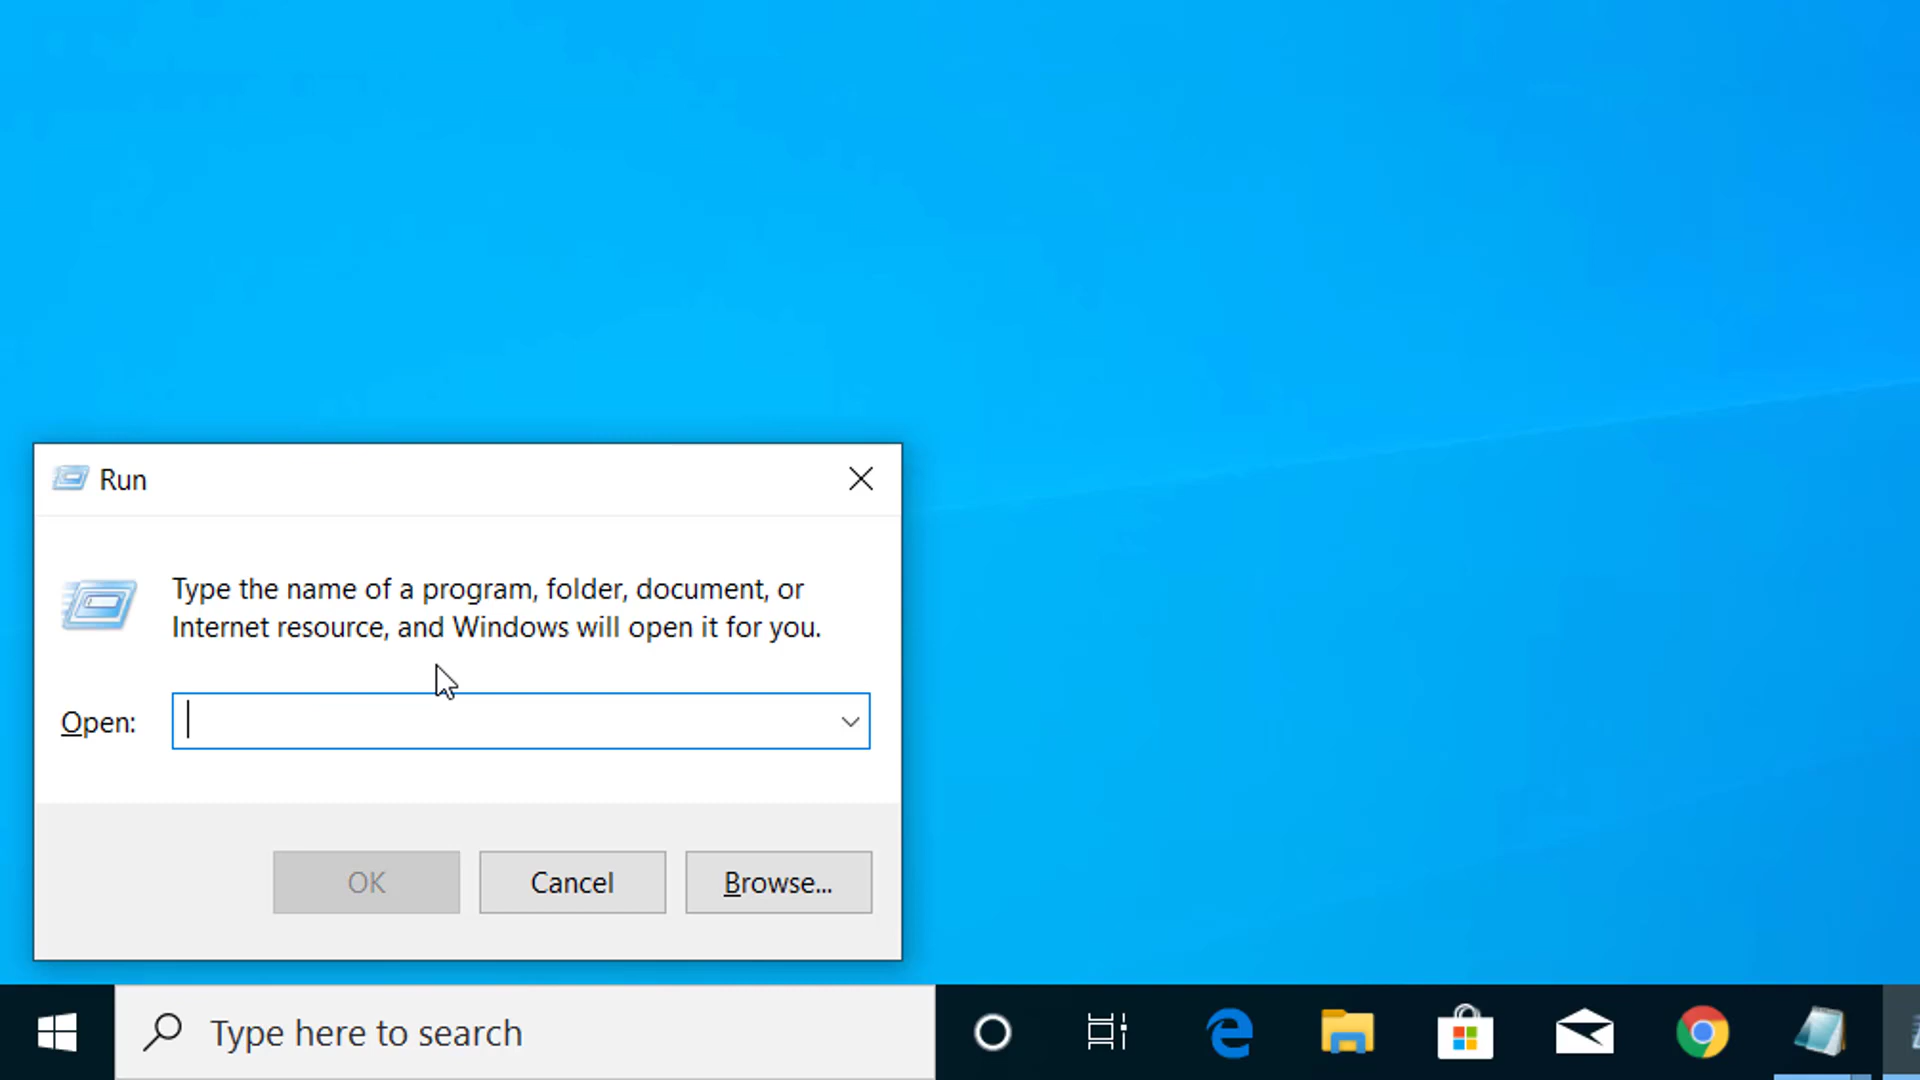 Run
Type the name of a program, folder, document, or
Internet resource, and Windows will open it for you.
Open:
OK
Cancel
Browse...
Type here to search